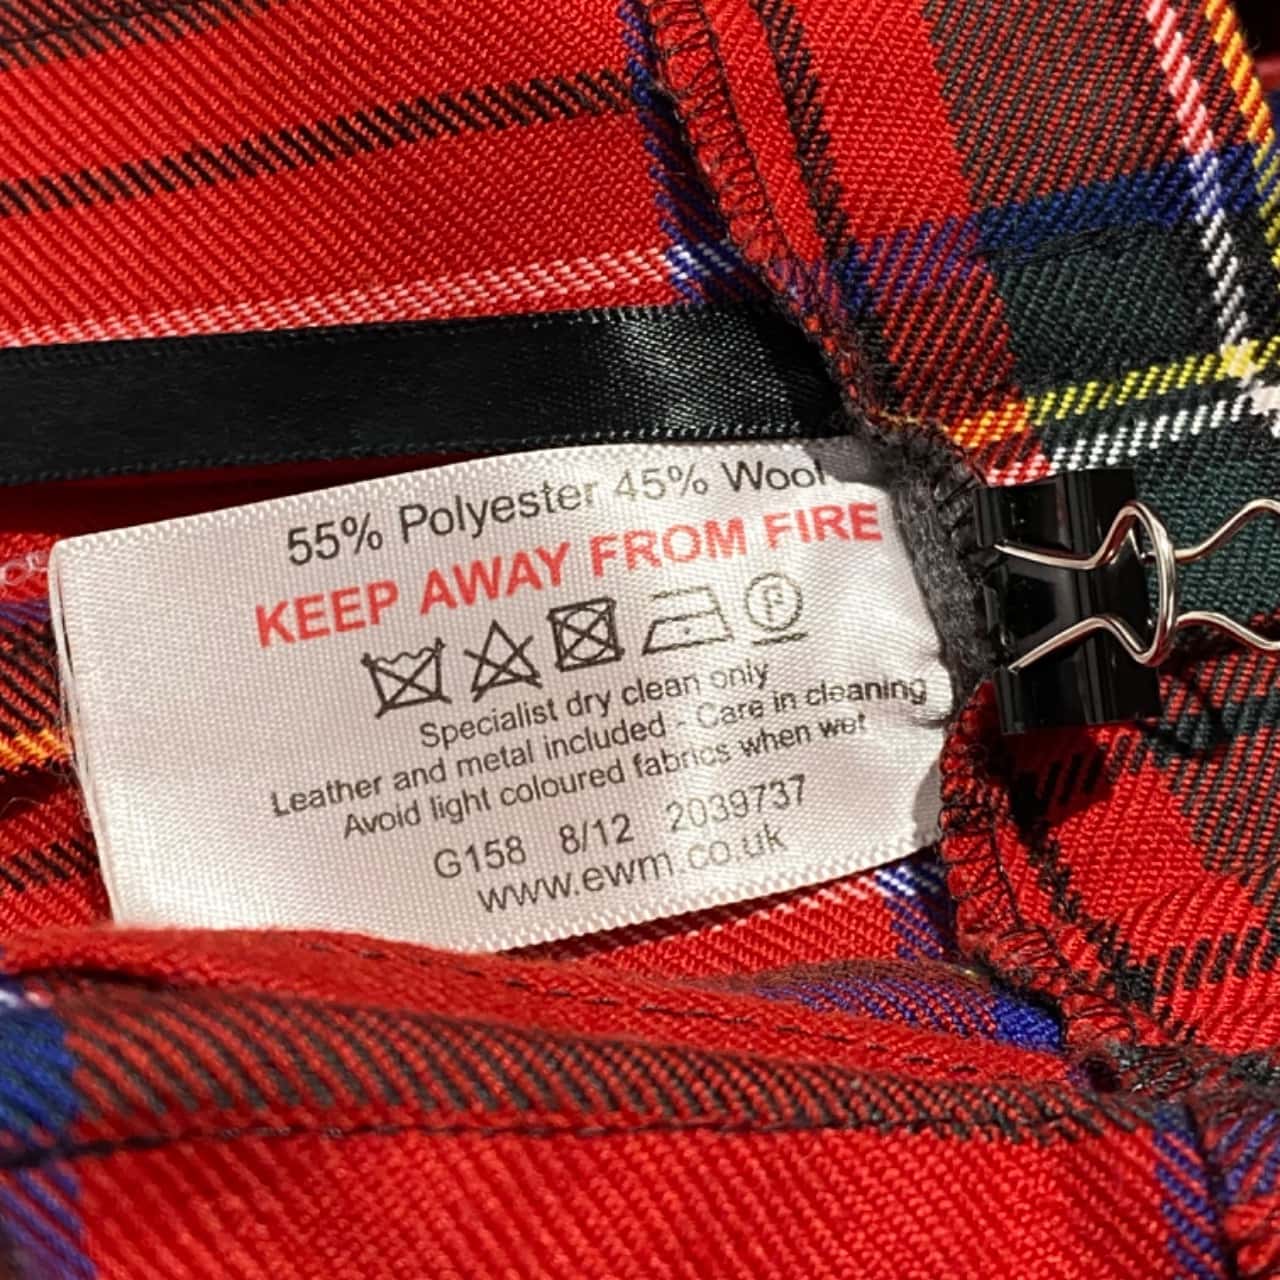 55% Polyester 45% Wool
KEEP AWAY FROM FIRE
P
Specialist dry clean only
Leather and metal included - Care in cleaning
Avoid light coloured fabrics when wet
G158 8/12 2039737
www.ewm.co.uk